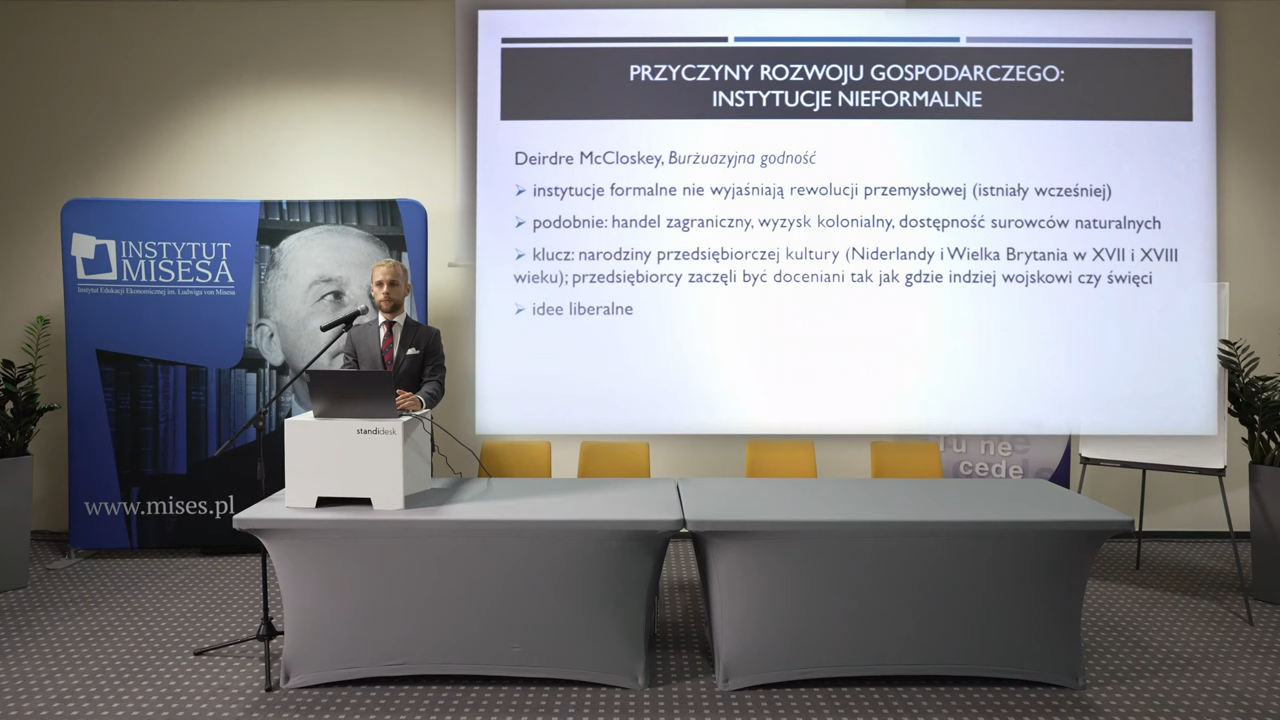 PRZYCZYNY ROZWOJU GOSPODARCZEGO:
INSTYTUCJE NIEFORMALNE
Deirdre McCloskey, Burżuazyjna godność
➢ instytucje formalne nie wyjaśniają rewolucji przemysłowej (istniały wcześniej)
➢ podobnie: handel zagraniczny, wyzysk kolonialny, dostępność surowców naturalnych
➢ klucz: narodziny przedsiębiorczej kultury (Niderlandy i Wielka Brytania w XVII i XVIII
wieku); przedsiębiorcy zaczęli być doceniani tak jak gdzie indziej wojskowi czy święci
➢ idee liberalne
INSTYTUT
MISESA
Instytut Edukacji Ekonomicznej im. Ludwiga von Misesa
www.mises.pl
standidesk
Tu ne
cede